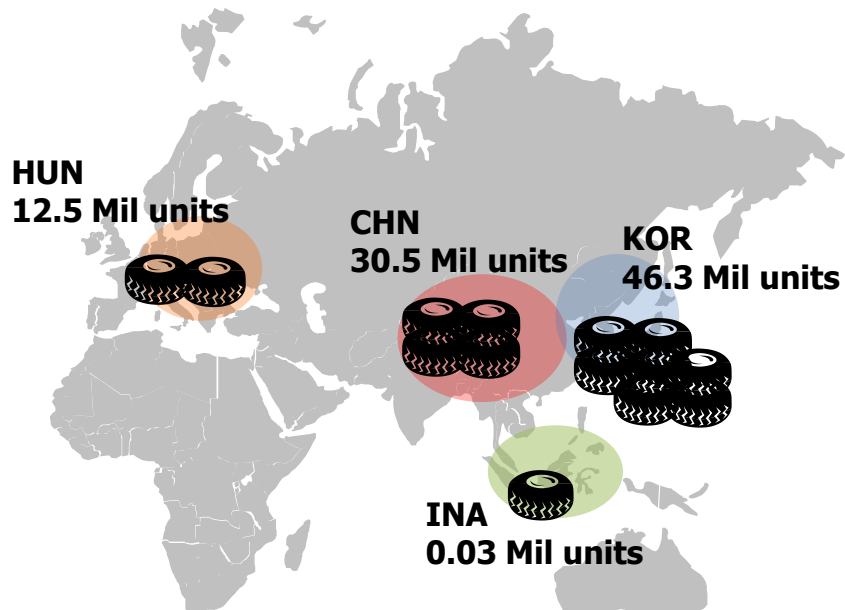 HUN
12.5 Mil units
CHN
30.5 Mil units
KOR
46.3 Mil units
INA
0.03 Mil units